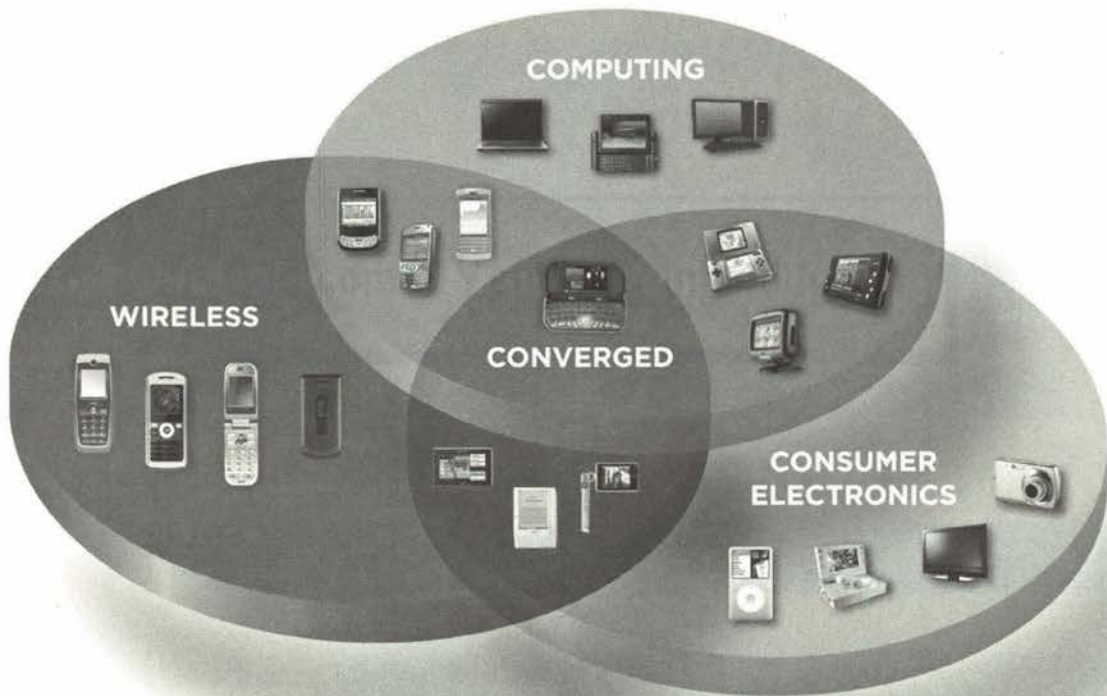 COMPUTING
WIRELESS
CONVERGED
CONSUMER
ELECTRONICS